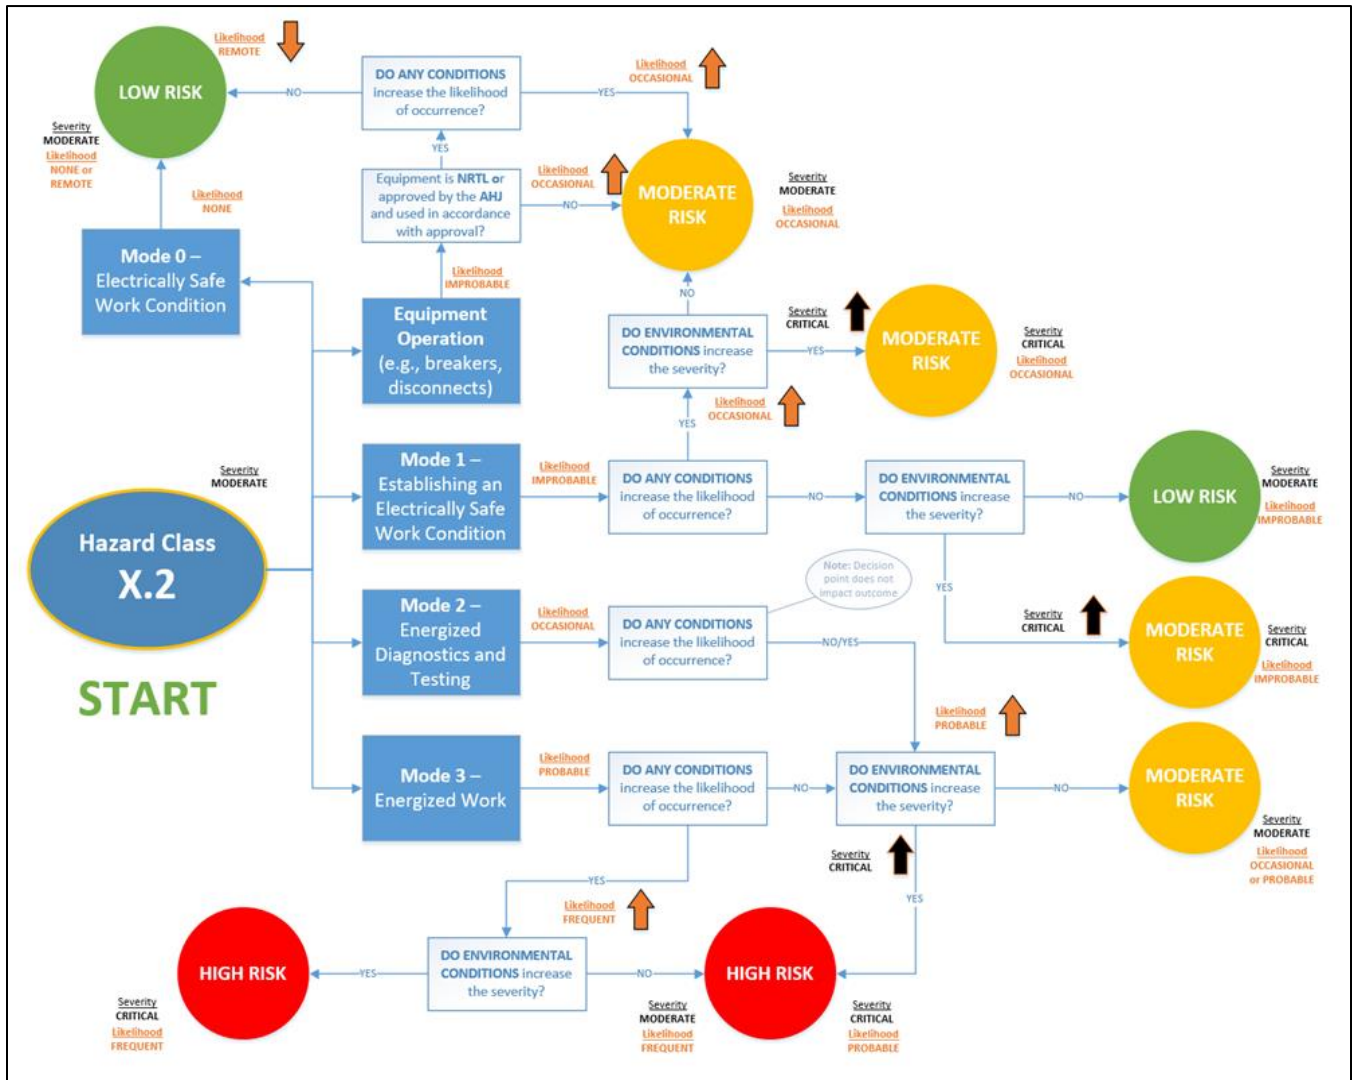 Likelihood
REMOTE
LOW RISK
Severity
MODERATE
Likelihood
NONE or
REMOTE
Likelihood
NONE
Mode 0 –
Electrically Safe
Work Condition
DO ANY CONDITIONS
increase the likelihood
of occurrence?
NO
YES
Likelihood
OCCASIONAL
YES
Equipment is NRTL or
approved by the AHJ
and used in accordance
with approval?
Likelihood
OCCASIONAL
NO
MODERATE
RISK
Severity
MODERATE
Likelihood
OCCASIONAL
Likelihood
IMPROBABLE
Equipment
Operation
(e.g., breakers,
disconnects)
NO
DO ENVIRONMENTAL
CONDITIONS increase
the severity?
Severity
CRITICAL
YES
MODERATE
RISK
Severity
CRITICAL
Likelihood
OCCASIONAL
Likelihood
OCCASIONAL
YES
Severity
MODERATE
Hazard Class
X.2
START
Mode 1 –
Establishing an
Electrically Safe
Work Condition
Likelihood
IMPROBABLE
DO ANY CONDITIONS
increase the likelihood
of occurrence?
NO
DO ENVIRONMENTAL
CONDITIONS increase
the severity?
NO
LOW RISK
Severity
MODERATE
Likelihood
IMPROBABLE
YES
Severity
CRITICAL
MODERATE
RISK
Severity
CRITICAL
Likelihood
IMPROBABLE
Note: Decision
point does not
impact outcome
Mode 2 –
Energized
Diagnostics and
Testing
Likelihood
OCCASIONAL
DO ANY CONDITIONS
increase the likelihood
of occurrence?
NO/YES
Likelihood
PROBABLE
Mode 3 –
Energized Work
Likelihood
PROBABLE
DO ANY CONDITIONS
increase the likelihood
of occurrence?
NO
DO ENVIRONMENTAL
CONDITIONS increase
the severity?
NO
MODERATE
RISK
Severity
MODERATE
Likelihood
OCCASIONAL
or PROBABLE
Severity
CRITICAL
YES
YES
Likelihood
FREQUENT
DO ENVIRONMENTAL
CONDITIONS increase
the severity?
YES
HIGH RISK
Severity
CRITICAL
Likelihood
FREQUENT
NO
HIGH RISK
Severity
MODERATE
Likelihood
FREQUENT
Severity
CRITICAL
Likelihood
PROBABLE